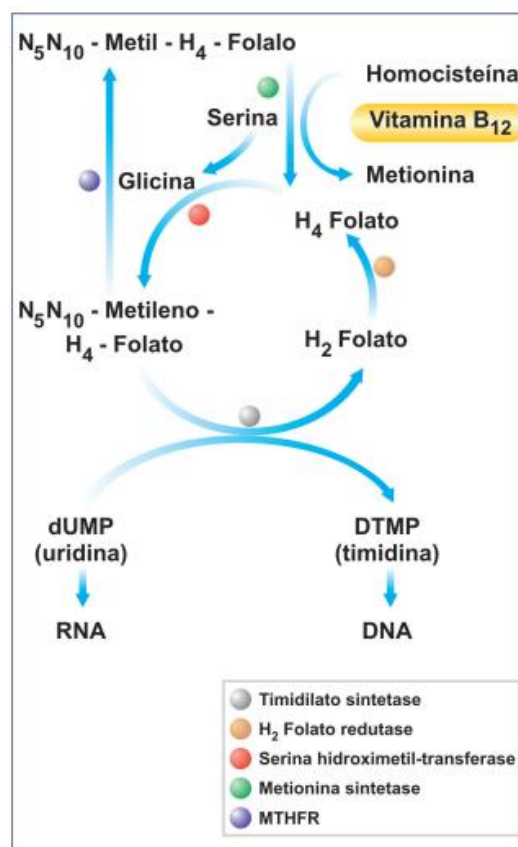 N5N10 - Metil - H4 - Folalo
Homocisteína
Serina
Vitamina B12
Glicina
Metionina
H4 Folato
N5N10 - Metileno -
H4 - Folato
H2 Folato
dUMP
(uridina)
DTMP
(timidina)
RNA
DNA
Timidilato sintetase
H2 Folato redutase
Serina hidroximetil-transferase
Metionina sintetase
MTHFR